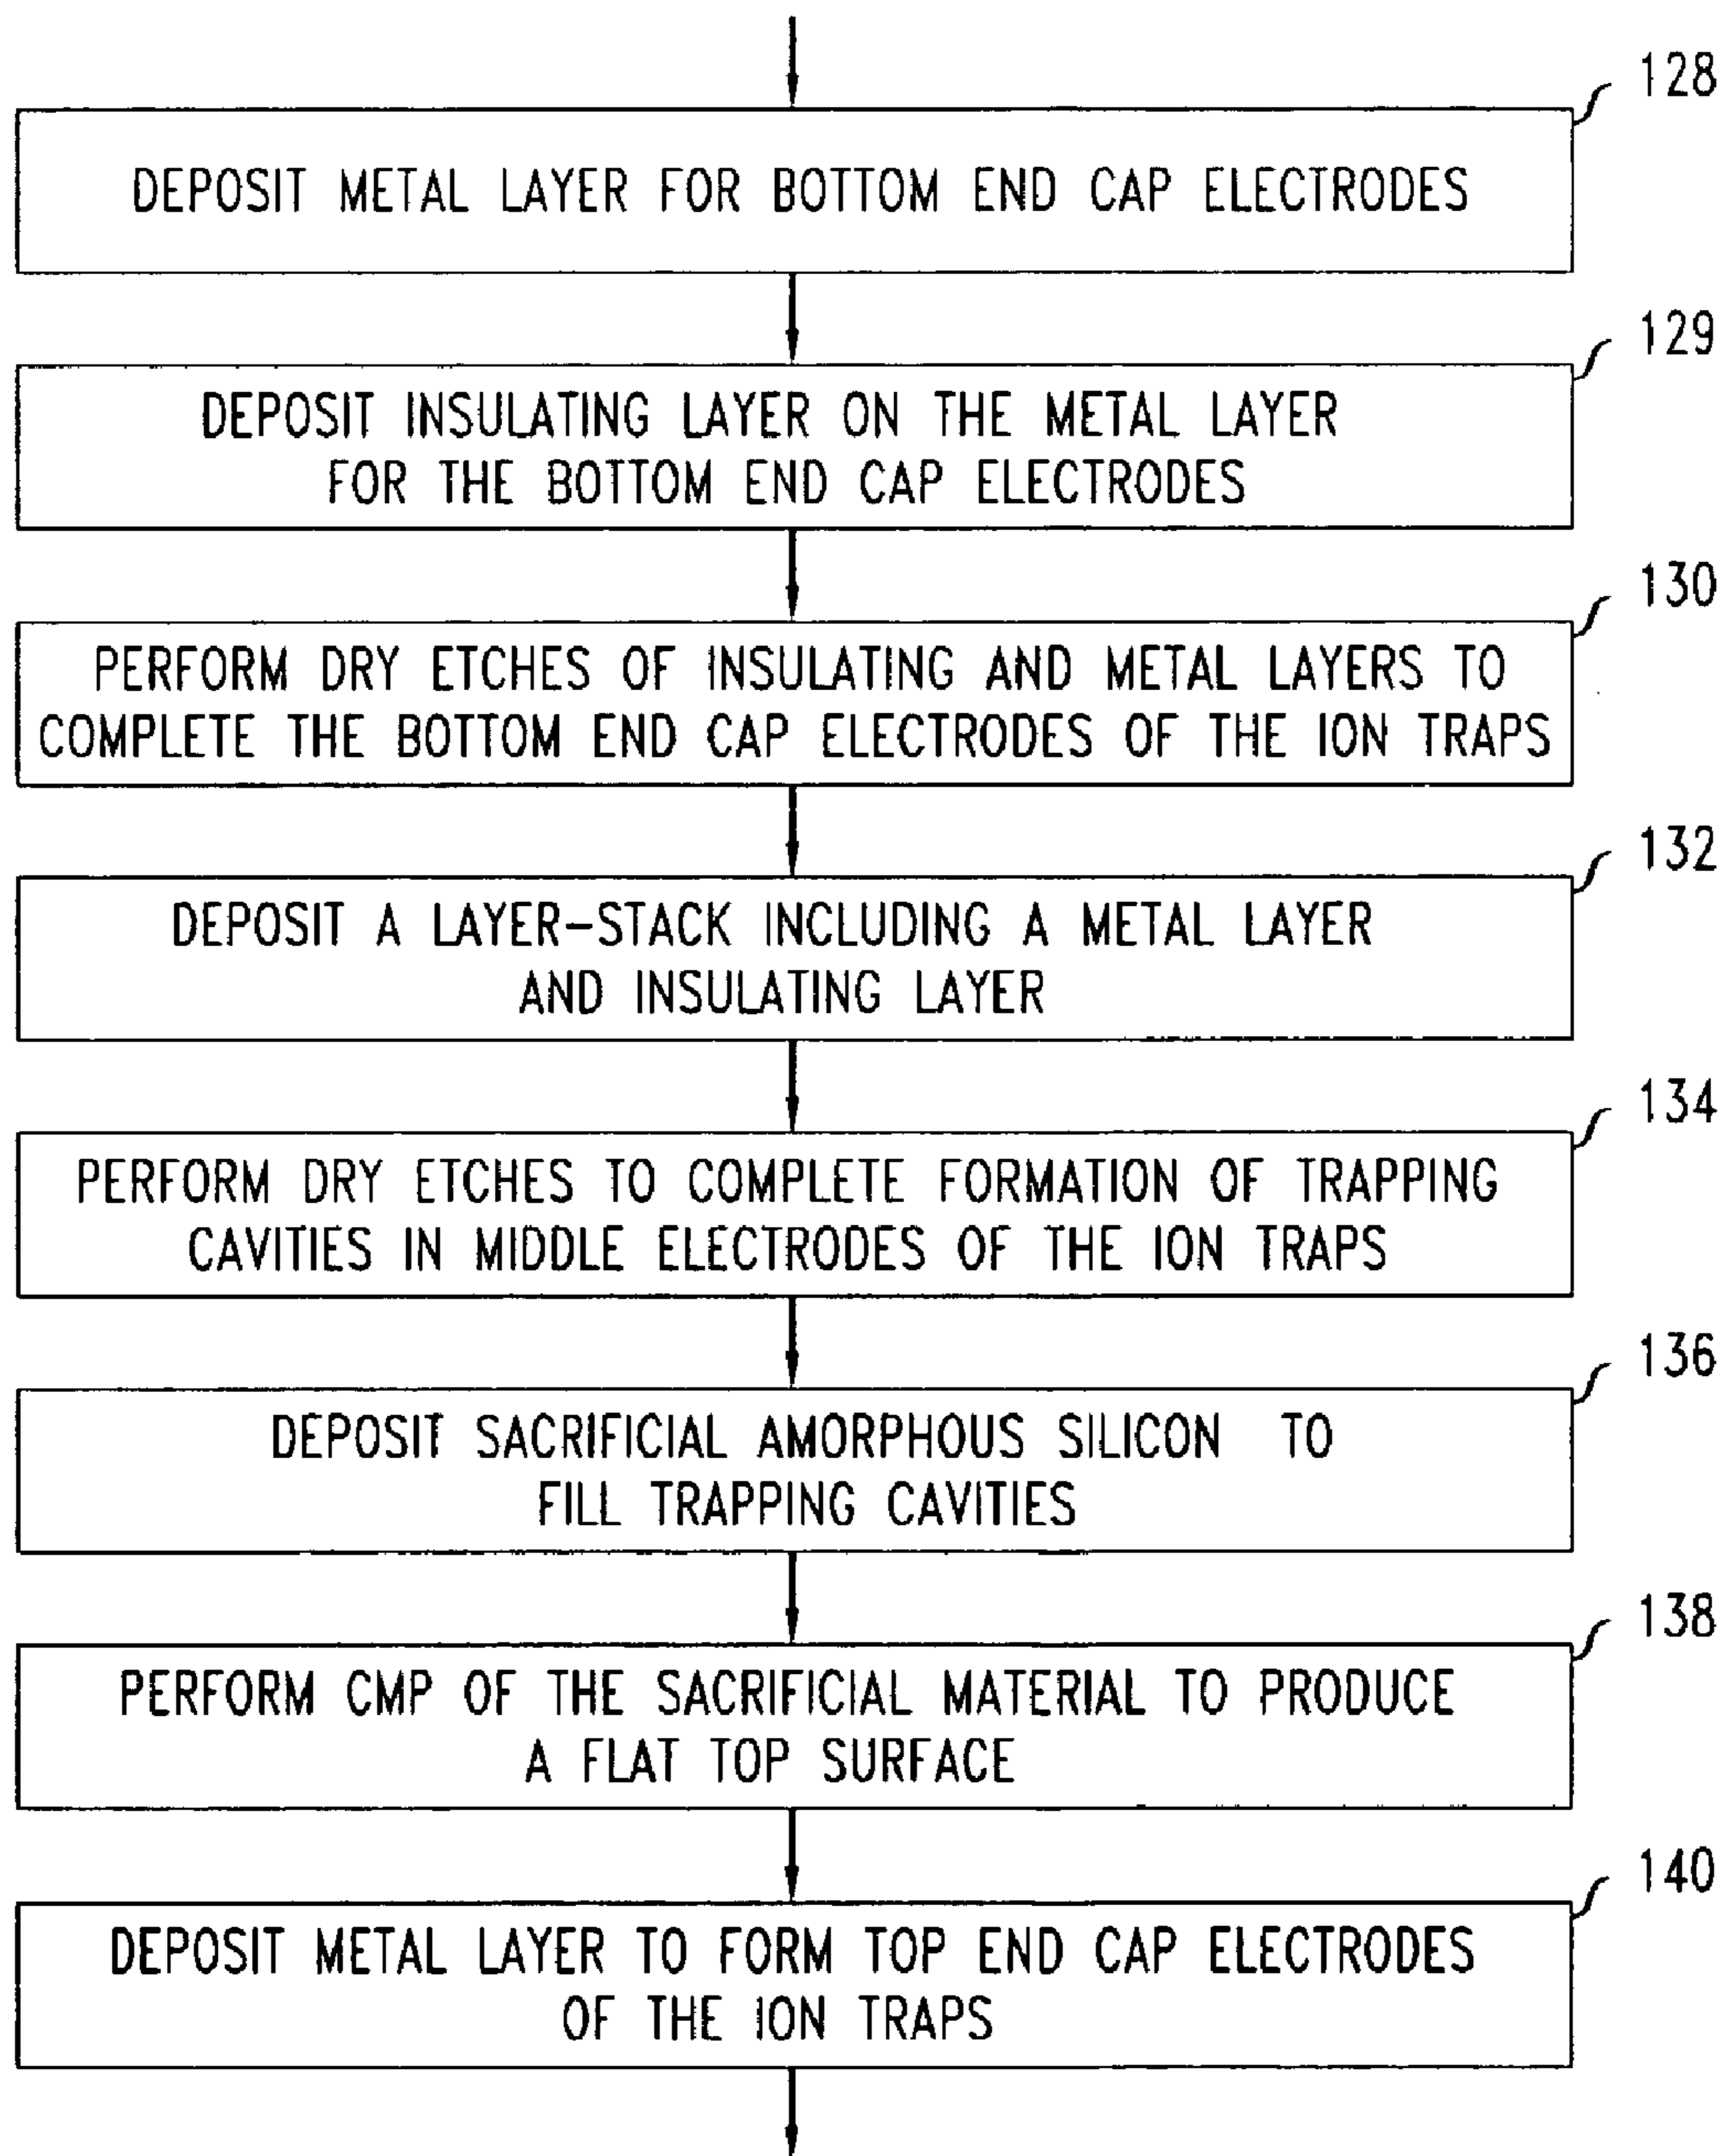 128
DEPOSIT METAL LAYER FOR BOTTOM END CAP ELECTRODES
129
DEPOSIT INSULATING LAYER ON THE METAL LAYER
FOR THE BOTTOM END CAP ELECTRODES
130
PERFORM DRY ETCHES OF INSULATING AND METAL LAYERS TO
COMPLETE THE BOTTOM END CAP ELECTRODES OF THE ION TRAPS
132
DEPOSIT A LAYER-STACK INCLUDING A METAL LAYER
AND INSULATING LAYER
134
PERFORM DRY ETCHES TO COMPLETE FORMATION OF TRAPPING
CAVITIES IN MIDDLE ELECTRODES OF THE ION TRAPS
136
DEPOSIT SACRIFICIAL AMORPHOUS SILICON TO
FILL TRAPPING CAVITIES
138
PERFORM CMP OF THE SACRIFICIAL MATERIAL TO PRODUCE
A FLAT TOP SURFACE
140
DEPOSIT METAL LAYER TO FORM TOP END CAP ELECTRODES
OF THE ION TRAPS